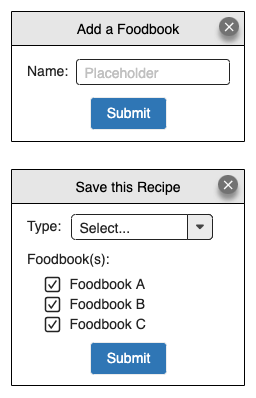 Add a Foodbook
Name: Placeholder
Submit
Save this Recipe
Type: Select...
Foodbook(s):
Foodbook A
Foodbook B
Foodbook C
Submit